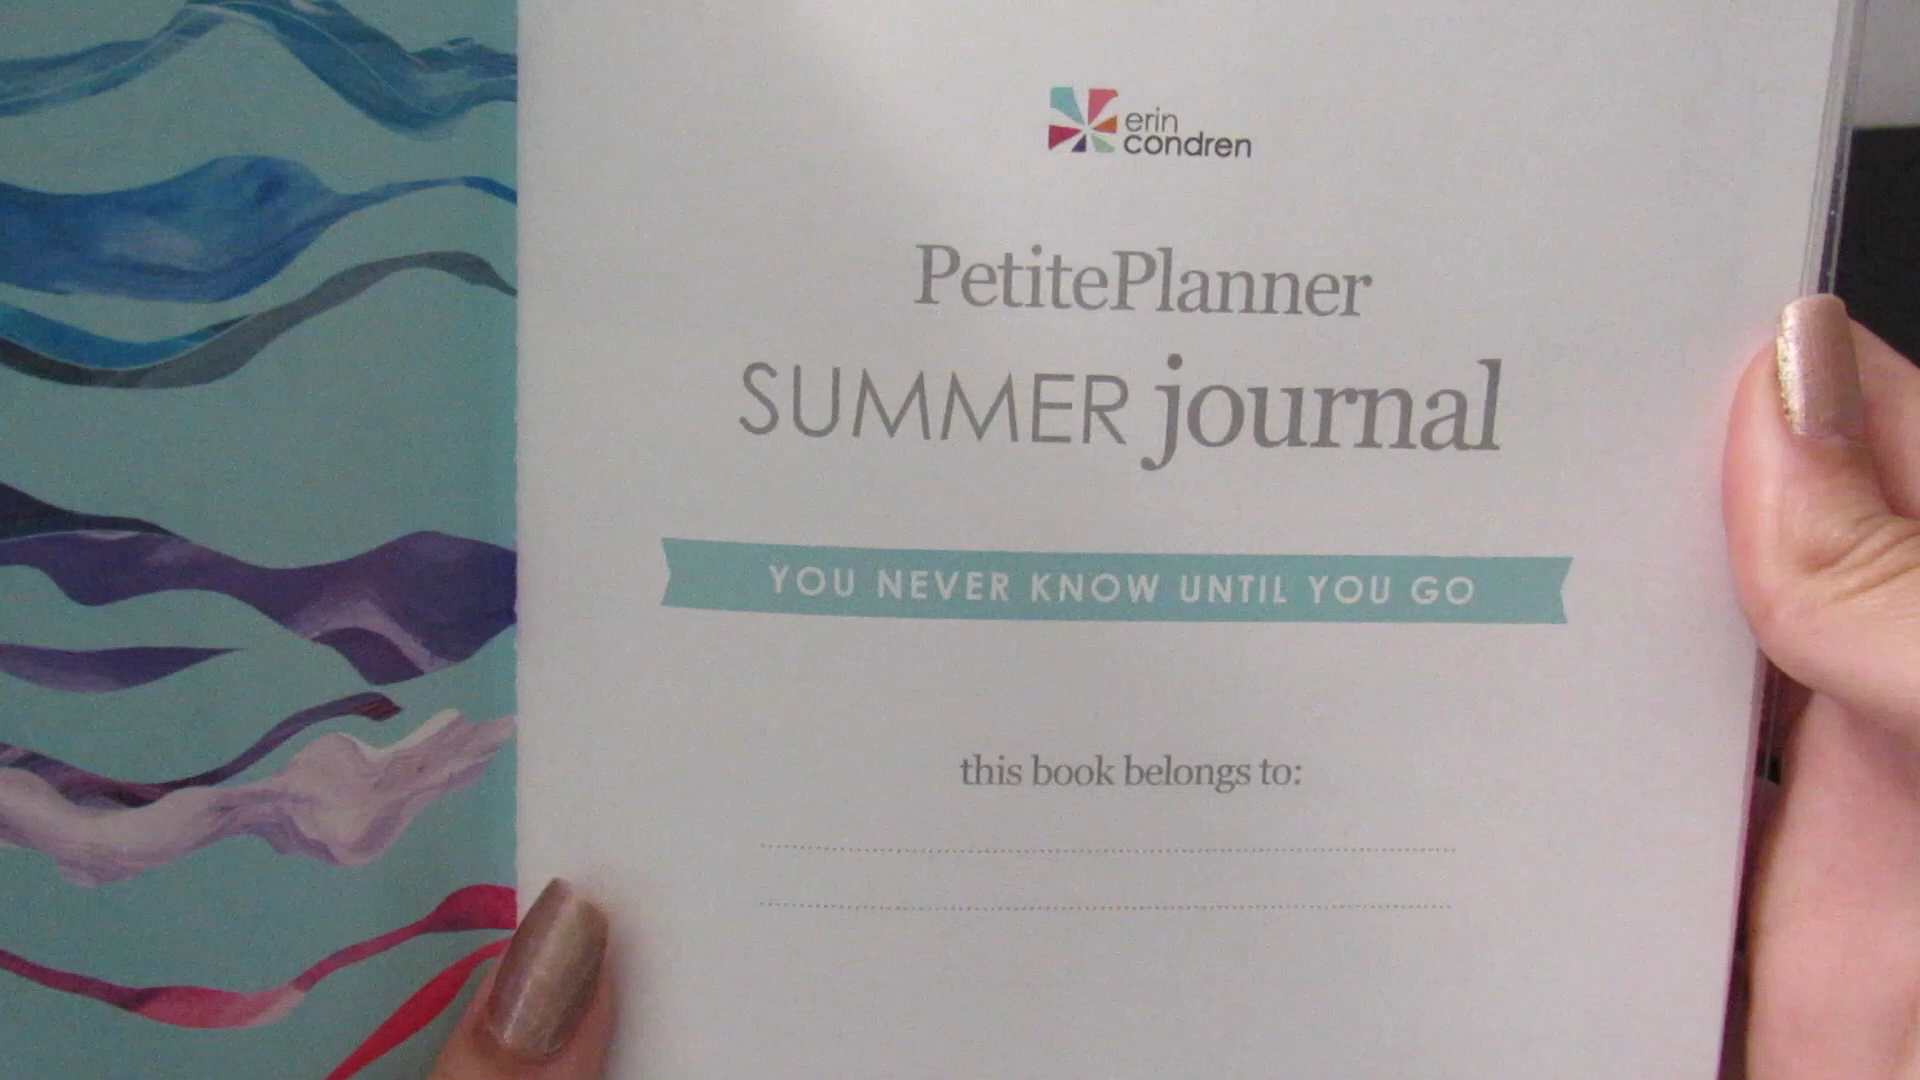 erin
condren
PetitePlanner
SUMMER journal
YOU NEVER KNOW UNTIL YOU GO
this book belongs to: